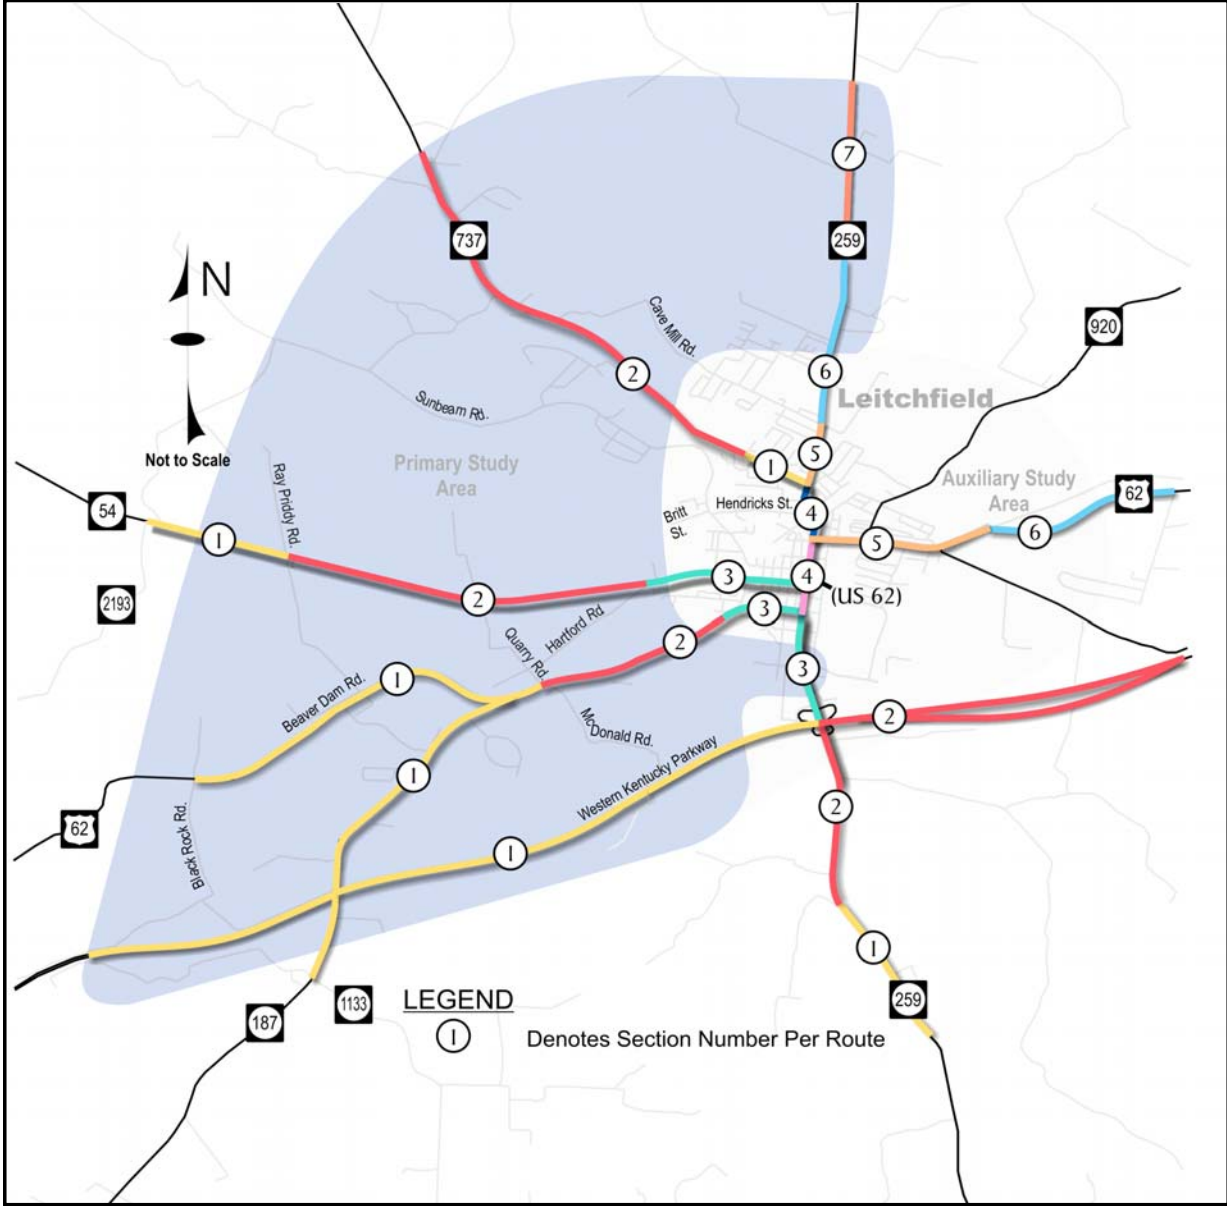 7
737
259
N
Cave Mill Rd.
920
2
6
Leitchfield
Sunbeam Rd.
Not to Scale
Primary Study
Area
5
1
Ray Priddy Rd.
Auxiliary Study
Area
62
Hendricks St.
4
54
Britt
St.
1
5
6
2193
2
3
4
(US 62)
3
Hartford Rd
Quarry Rd.
2
3
1
Beaver Dam Rd.
McDonald Rd.
2
Western Kentucky Parkway
1
2
62
Black Rock Rd.
1
1
259
187
1133
LEGEND
1
Denotes Section Number Per Route